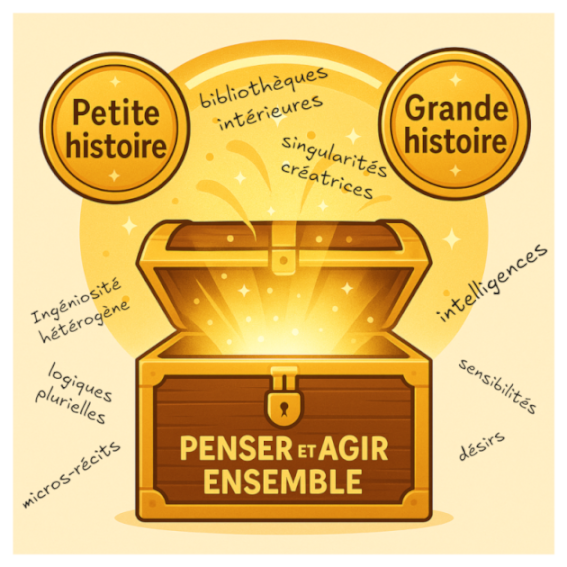 Petite
histoire
bibliothèques
intérieures
Grande
histoire
singularités
créatrices
intelligences
Ingéniosité
hétérogène
logiques
plurielles
sensibilités
micros-récits
désirs
PENSER ET AGIR
ENSEMBLE